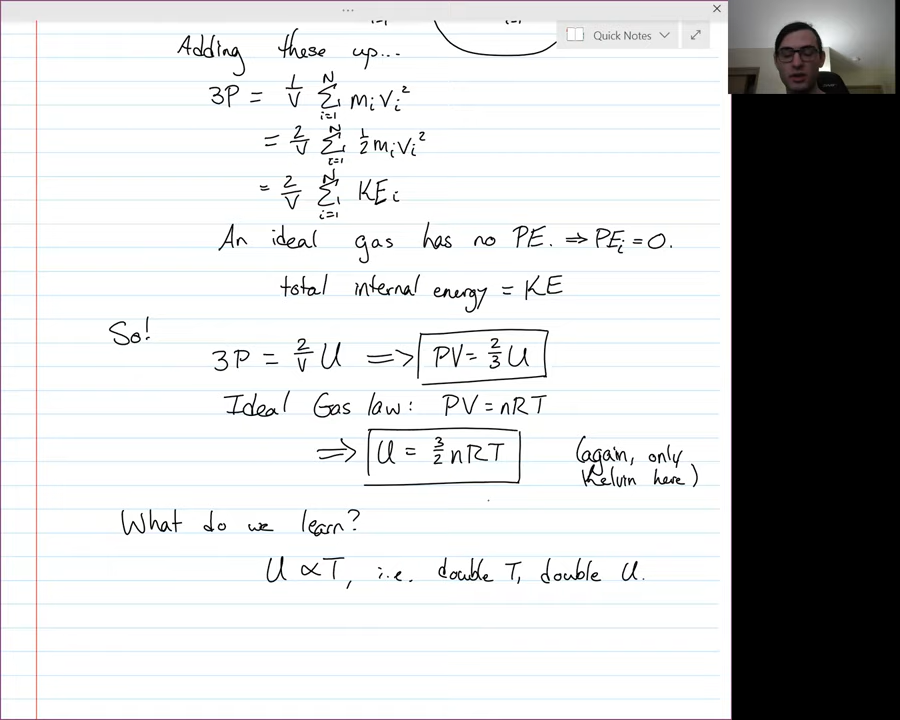 Quick Notes
Adding these up...
3P = 1/V Σ_{i=1}^{N} m_i v_i²
= 2/V Σ_{i=1}^{N} ½ m_i v_i²
= 2/V Σ_{i=1}^{N} KE_i
An ideal gas has no PE. ⇒ PE_i = 0.
total internal energy = KE
So!
3P = 2/V U ⟹ PV = 2/3 U
Ideal Gas law: PV = nRT
⟹ U = 3/2 nRT (again, only
Kelvin here)
What do we learn?
U ∝ T, i.e. double T, double U.